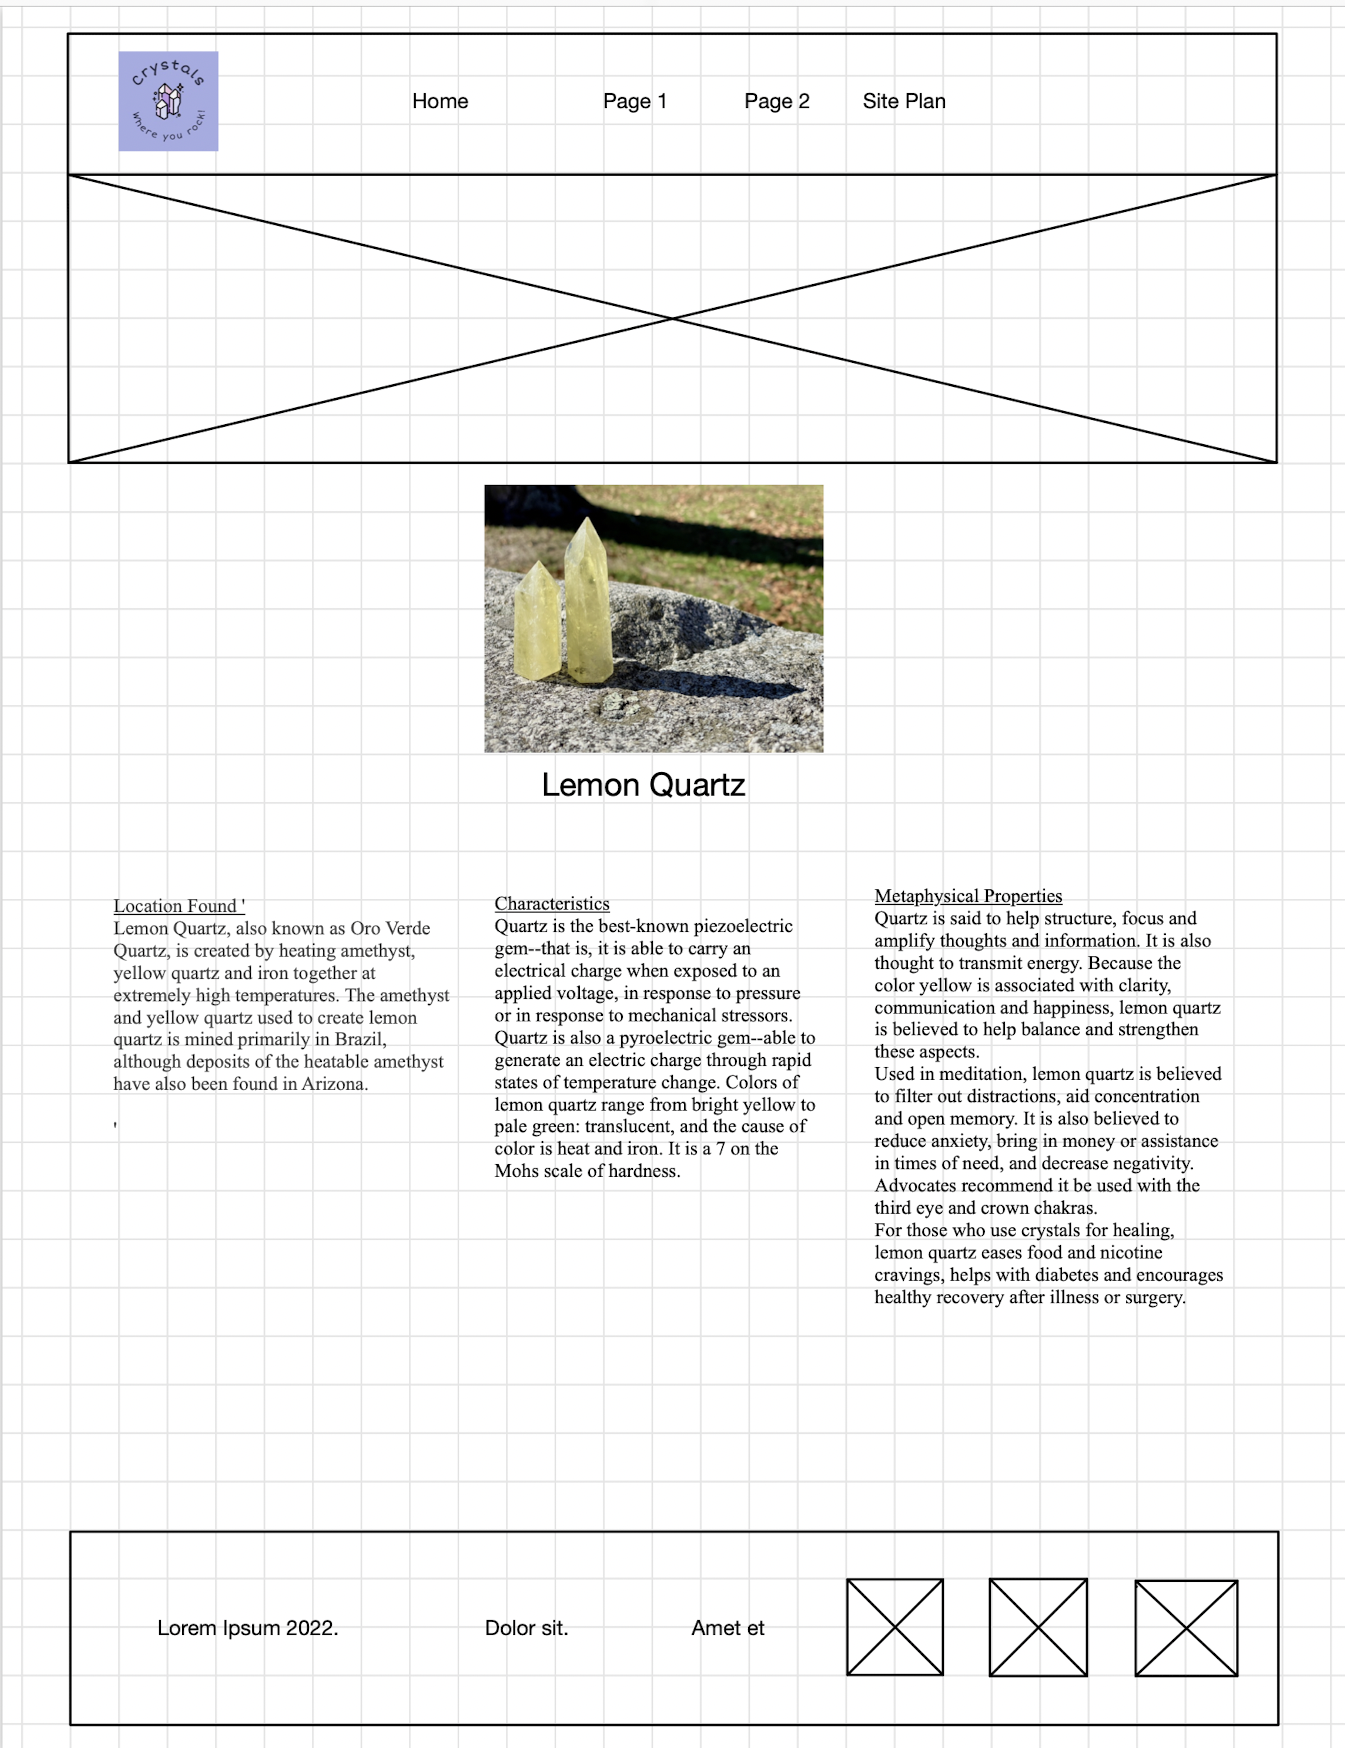 Crystals
where you rock!
Home
Page 1
Page 2
Site Plan
Lemon Quartz
Location Found '
Lemon Quartz, also known as Oro Verde
Quartz, is created by heating amethyst,
yellow quartz and iron together at
extremely high temperatures. The amethyst
and yellow quartz used to create lemon
quartz is mined primarily in Brazil,
although deposits of the heatable amethyst
have also been found in Arizona.
'
Characteristics
Quartz is the best-known piezoelectric
gem--that is, it is able to carry an
electrical charge when exposed to an
applied voltage, in response to pressure
or in response to mechanical stressors.
Quartz is also a pyroelectric gem--able to
generate an electric charge through rapid
states of temperature change. Colors of
lemon quartz range from bright yellow to
pale green: translucent, and the cause of
color is heat and iron. It is a 7 on the
Mohs scale of hardness.
Metaphysical Properties
Quartz is said to help structure, focus and
amplify thoughts and information. It is also
thought to transmit energy. Because the
color yellow is associated with clarity,
communication and happiness, lemon quartz
is believed to help balance and strengthen
these aspects.
Used in meditation, lemon quartz is believed
to filter out distractions, aid concentration
and open memory. It is also believed to
reduce anxiety, bring in money or assistance
in times of need, and decrease negativity.
Advocates recommend it be used with the
third eye and crown chakras.
For those who use crystals for healing,
lemon quartz eases food and nicotine
cravings, helps with diabetes and encourages
healthy recovery after illness or surgery.
Lorem Ipsum 2022.
Dolor sit.
Amet et